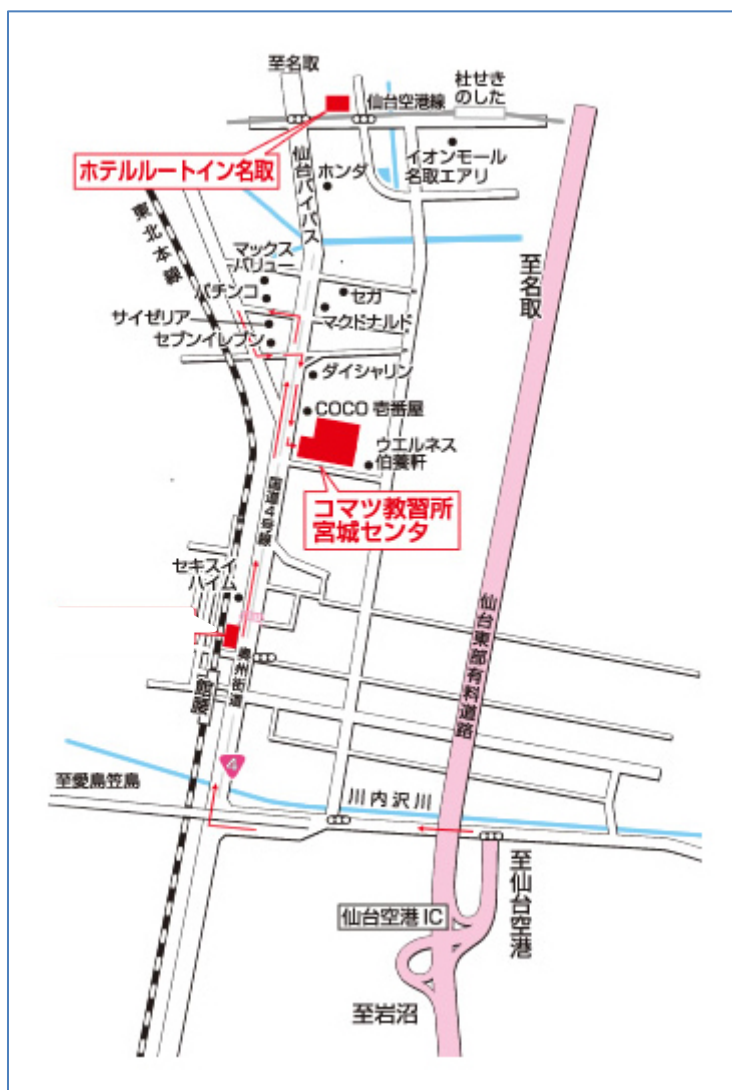 至名取
仙台空港線
杜せき
のした
ホテルルートイン名取
仙台バイパス
ホンダ
イオンモール
名取エアリ
東北本線
マックス
バリュー
パチンコ
セガ
サイゼリア
マクドナルド
セブンイレブン
至名取
ダイシャリン
COCO 壱番屋
ウエルネス
伯養軒
コマツ教習所
宮城センタ
国道4号線
セキスイ
ハイム
仙台東部有料道路
奥州街道
館腰
4
至愛島笠島
川内沢川
仙台空港 IC
至仙台空港
至岩沼